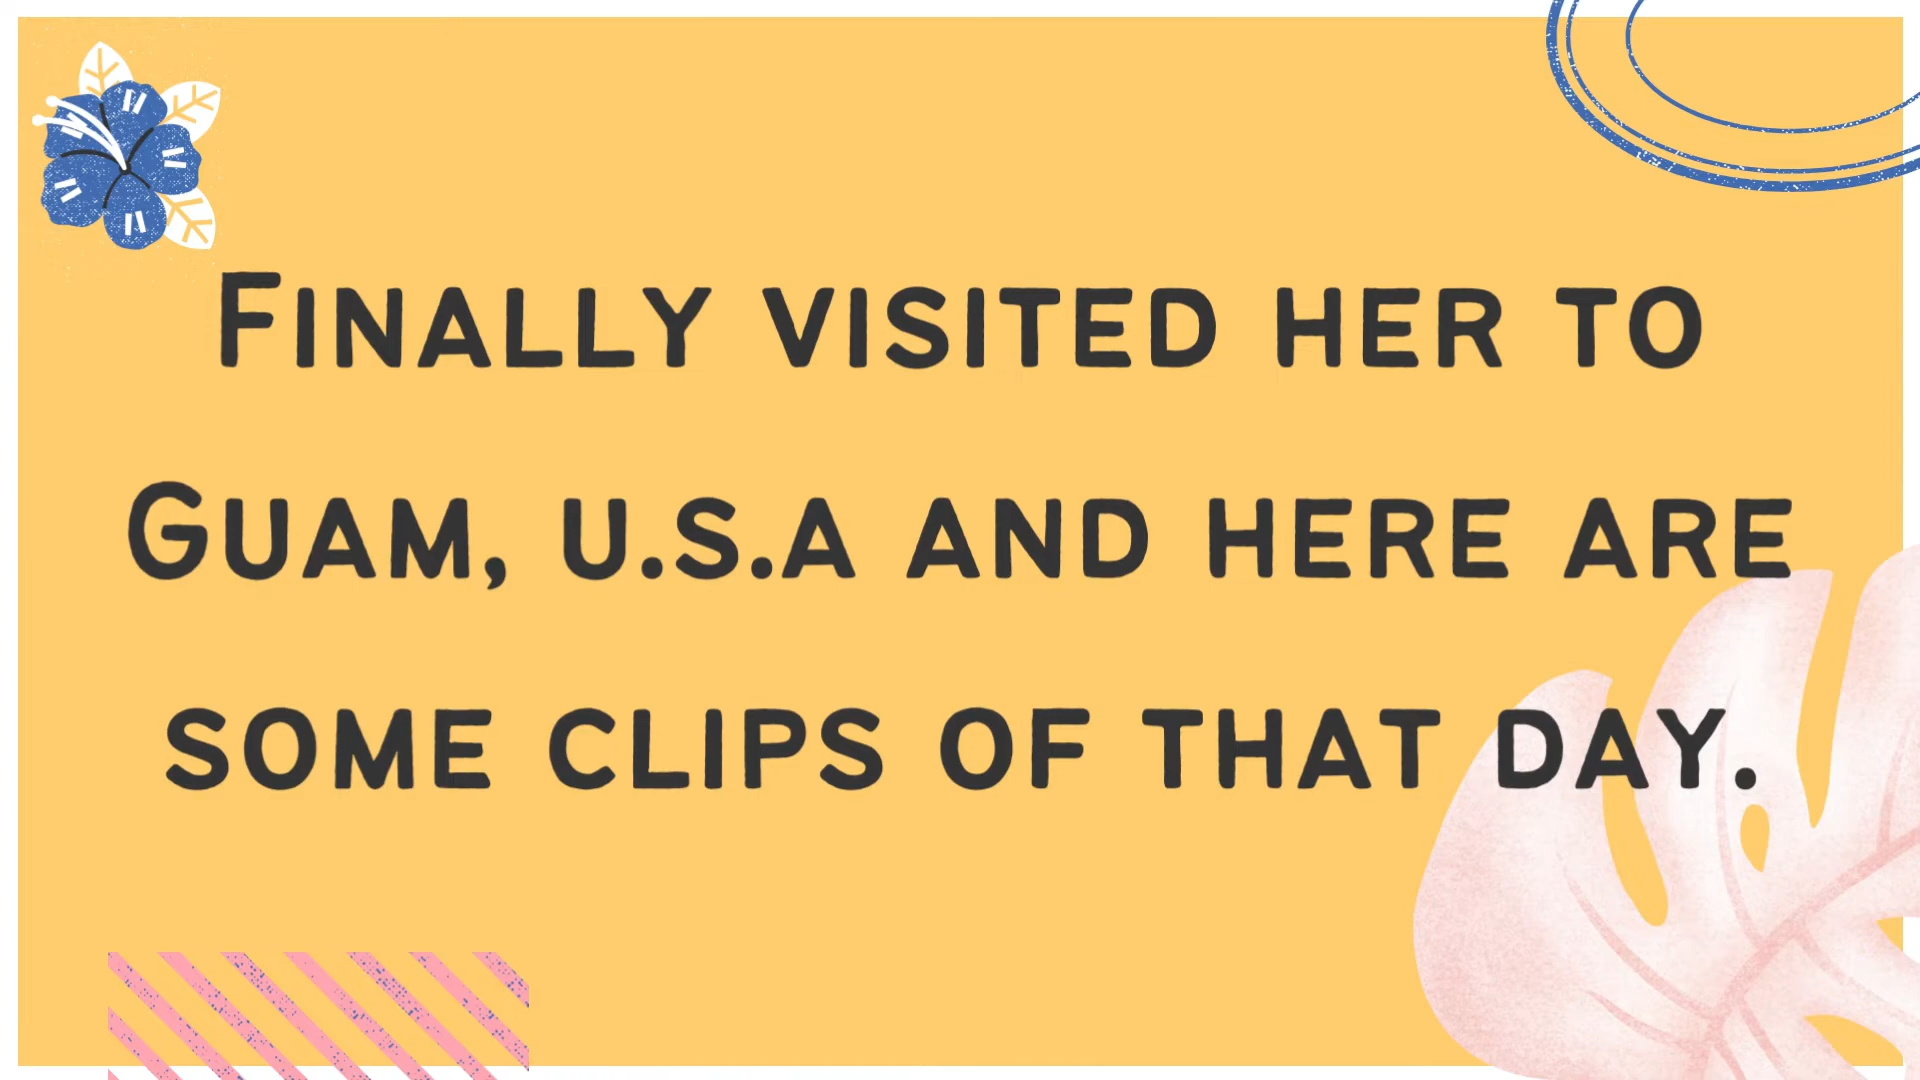 Finally visited her to
Guam, U.S.A and here are
some clips of that day.